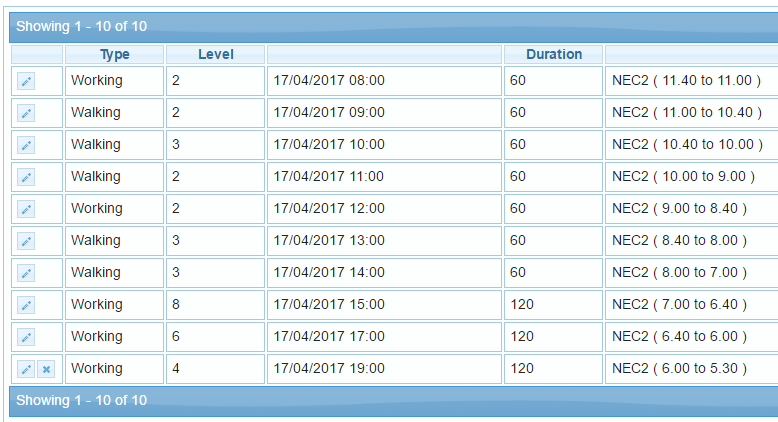 Showing 1 - 10 of 10
Type Level Duration
Working 2 17/04/2017 08:00 60 NEC2 ( 11.40 to 11.00 )
Walking 2 17/04/2017 09:00 60 NEC2 ( 11.00 to 10.40 )
Walking 3 17/04/2017 10:00 60 NEC2 ( 10.40 to 10.00 )
Walking 2 17/04/2017 11:00 60 NEC2 ( 10.00 to 9.00 )
Working 2 17/04/2017 12:00 60 NEC2 ( 9.00 to 8.40 )
Walking 3 17/04/2017 13:00 60 NEC2 ( 8.40 to 8.00 )
Walking 3 17/04/2017 14:00 60 NEC2 ( 8.00 to 7.00 )
Working 8 17/04/2017 15:00 120 NEC2 ( 7.00 to 6.40 )
Working 6 17/04/2017 17:00 120 NEC2 ( 6.40 to 6.00 )
Working 4 17/04/2017 19:00 120 NEC2 ( 6.00 to 5.30 )
Showing 1 - 10 of 10